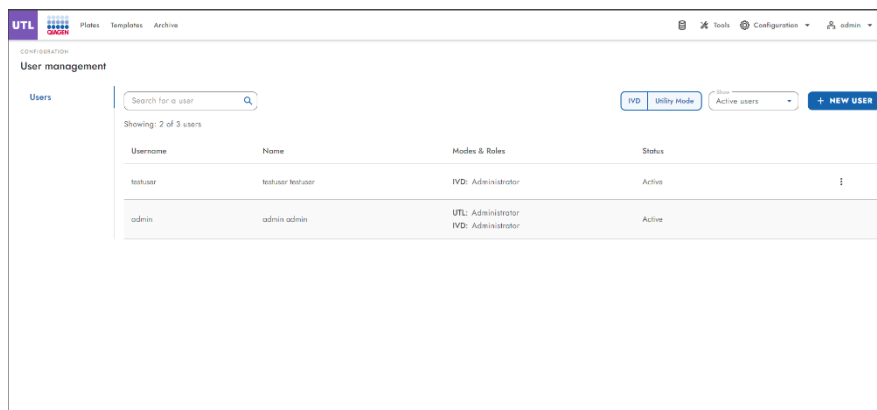 UTL QIAGEN Plates Templates Archive Tools Configuration admin
CONFIGURATION
User management
Users
Search for a user
IVD Utility Mode
Show
Active users
+ NEW USER
Showing: 2 of 3 users
Username Name Modes & Roles Status
testuser testuser testuser IVD: Administrator Active
admin admin admin UTL: Administrator Active
IVD: Administrator